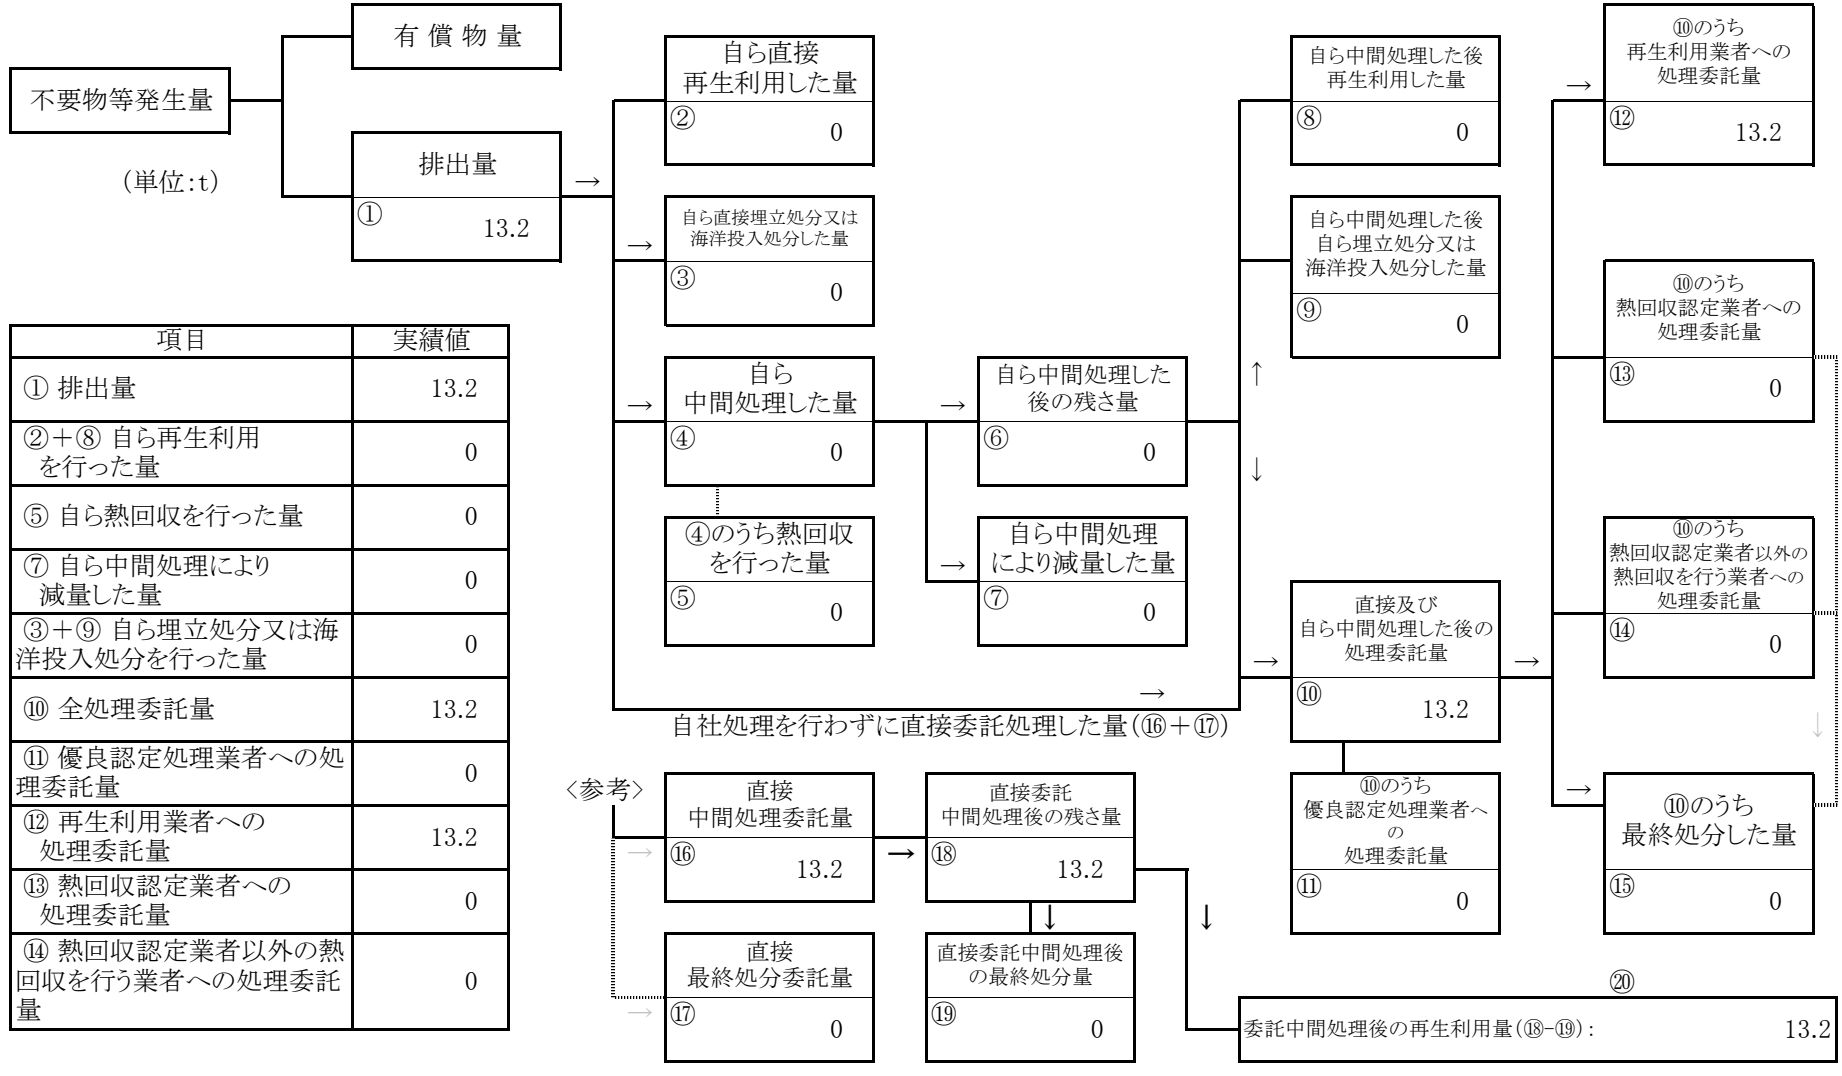 有 償 物 量
不要物等発生量
(単位:t)
排出量
①
13.2
→
自ら直接
再生利用した量
②
0
→
自ら直接埋立処分又は
海洋投入処分した量
③
0
→
自ら
中間処理した量
④
0
④のうち熱回収
を行った量
⑤
0
→
自ら中間処理した
後の残さ量
⑥
0
→
自ら中間処理
により減量した量
⑦
0
自ら中間処理した後
再生利用した量
⑧
0
自ら中間処理した後
自ら埋立処分又は
海洋投入処分した量
⑨
0
↑
↓
→
直接及び
自ら中間処理した後の
処理委託量
⑩
13.2
→
自社処理を行わずに直接委託処理した量(⑯+⑰)
⑩のうち
優良認定処理業者へ
の
処理委託量
⑪
0
→
→
⑩のうち
再生利用業者への
処理委託量
⑫
13.2
⑩のうち
熱回収認定業者への
処理委託量
⑬
0
⑩のうち
熱回収認定業者以外の
熱回収を行う業者への
処理委託量
⑭
0
↓
→
⑩のうち
最終処分した量
⑮
0
項目 実績値
① 排出量 13.2
②+⑧ 自ら再生利用
を行った量 0
⑤ 自ら熱回収を行った量 0
⑦ 自ら中間処理により
減量した量 0
③+⑨ 自ら埋立処分又は海
洋投入処分を行った量 0
⑩ 全処理委託量 13.2
⑪ 優良認定処理業者への処
理委託量 0
⑫ 再生利用業者への
処理委託量 13.2
⑬ 熱回収認定業者への
処理委託量 0
⑭ 熱回収認定業者以外の熱
回収を行う業者への処理委託
量 0
<参考>
→
直接
中間処理委託量
⑯
13.2
→
直接委託
中間処理後の残さ量
⑱
13.2
↓
↓
→
直接
最終処分委託量
⑰
0
直接委託中間処理後
の最終処分量
⑲
0
⑳
委託中間処理後の再生利用量(⑱-⑲): 13.2